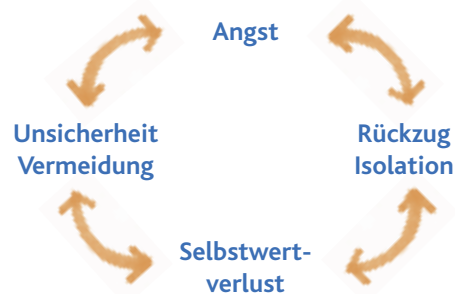 Angst
Unsicherheit
Vermeidung
Rückzug
Isolation
Selbstwert-
verlust